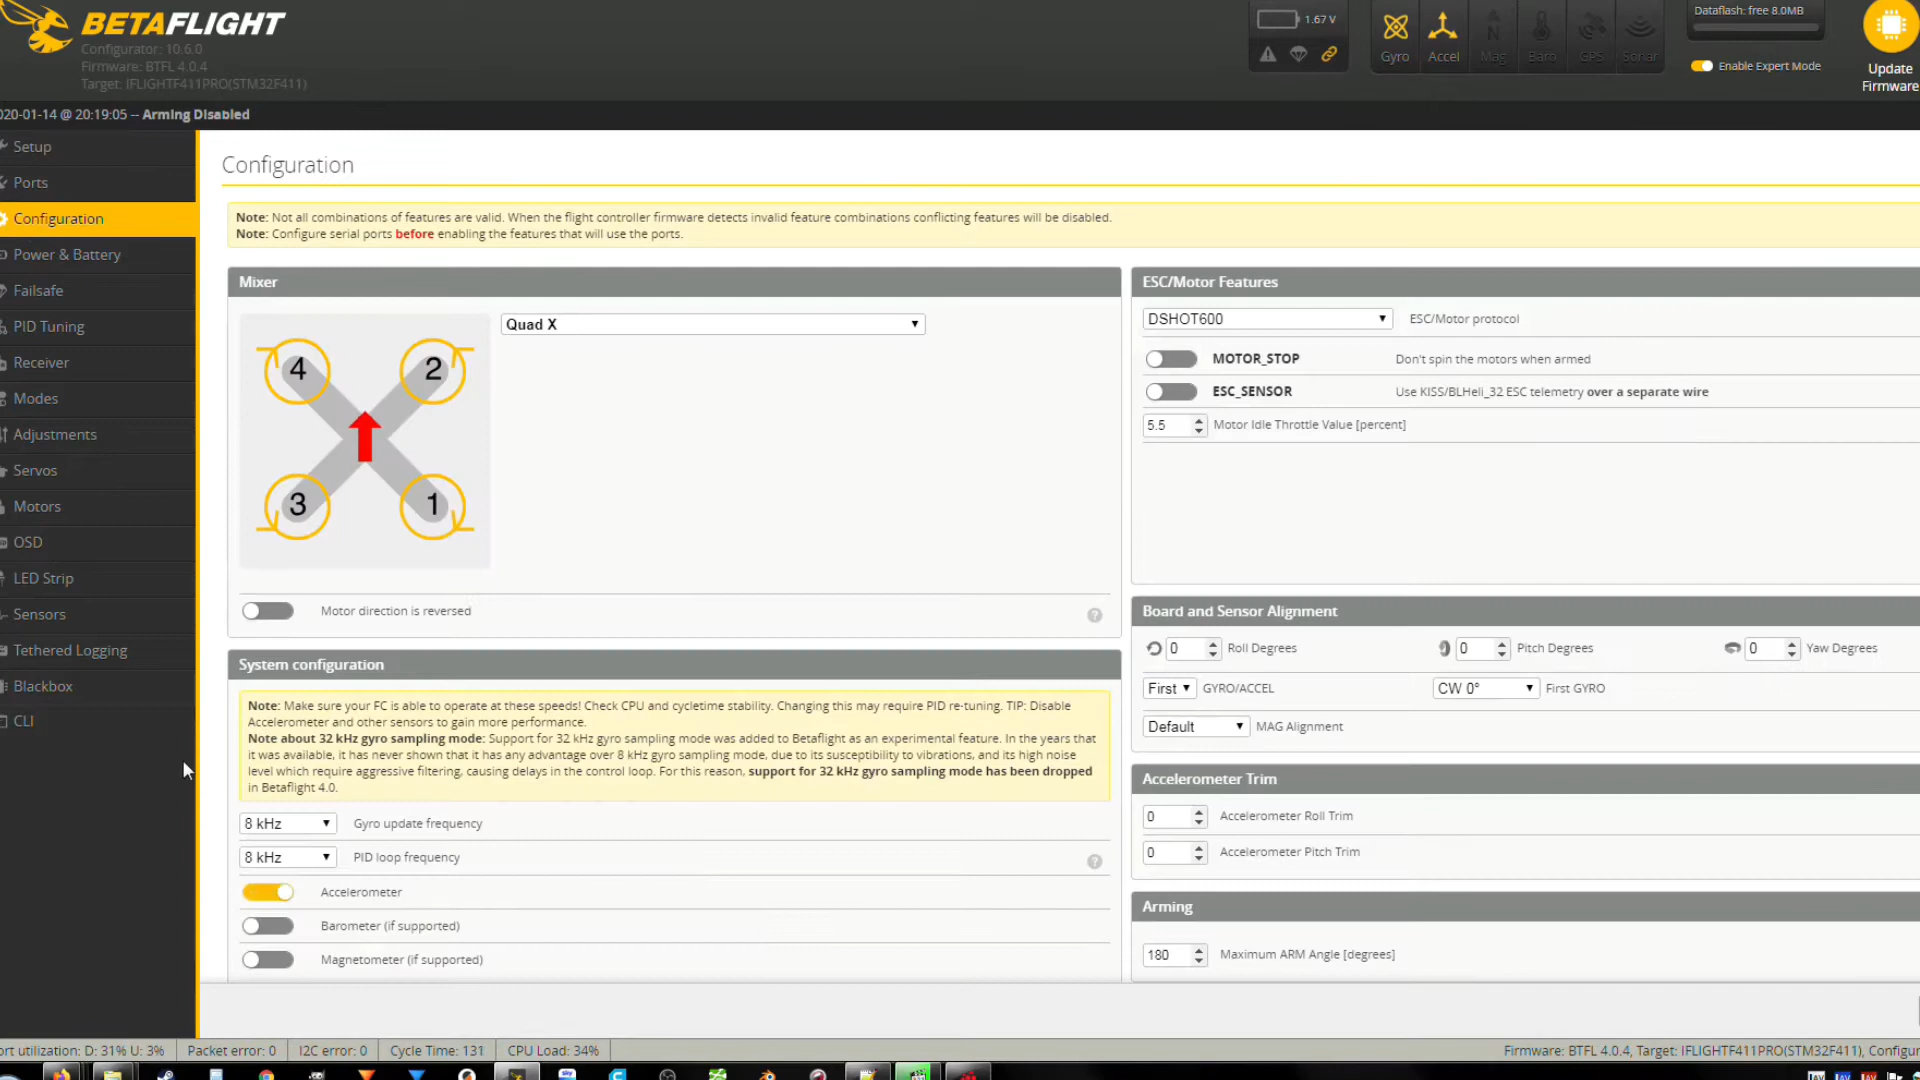 BETAFLIGHT
Configurator: 10.6.0
Firmware: BTFL 4.0.4
Target: IFLIGHTF411PRO(STM32F411)
1.67 V
Gyro
Accel
Mag
Baro
GPS
Sonar
Dataflash: free 8.0MB
Enable Expert Mode
Update
Firmware
020-01-14 @ 20:19:05 -- Arming Disabled
Setup
Ports
Configuration
Power & Battery
Failsafe
PID Tuning
Receiver
Modes
Adjustments
Servos
Motors
OSD
LED Strip
Sensors
Tethered Logging
Blackbox
CLI
Configuration
Note: Not all combinations of features are valid. When the flight controller firmware detects invalid feature combinations conflicting features will be disabled.
Note: Configure serial ports before enabling the features that will use the ports.
Mixer
Quad X
4 2
3 1
Motor direction is reversed ?
System configuration
Note: Make sure your FC is able to operate at these speeds! Check CPU and cycletime stability. Changing this may require PID re-tuning. TIP: Disable
Accelerometer and other sensors to gain more performance.
Note about 32 kHz gyro sampling mode: Support for 32 kHz gyro sampling mode was added to Betaflight as an experimental feature. In the years that
it was available, it has never shown that it has any advantage over 8 kHz gyro sampling mode, due to its susceptibility to vibrations, and its high noise
level which require aggressive filtering, causing delays in the control loop. For this reason, support for 32 kHz gyro sampling mode has been dropped
in Betaflight 4.0.
8 kHz Gyro update frequency
8 kHz PID loop frequency ?
Accelerometer
Barometer (if supported)
Magnetometer (if supported)
ESC/Motor Features
DSHOT600 ESC/Motor protocol
MOTOR_STOP Don't spin the motors when armed
ESC_SENSOR Use KISS/BLHeli_32 ESC telemetry over a separate wire
5.5 Motor Idle Throttle Value [percent]
Board and Sensor Alignment
0 Roll Degrees 0 Pitch Degrees 0 Yaw Degrees
First GYRO/ACCEL CW 0° First GYRO
Default MAG Alignment
Accelerometer Trim
0 Accelerometer Roll Trim
0 Accelerometer Pitch Trim
Arming
180 Maximum ARM Angle [degrees]
ort utilization: D: 31% U: 3% Packet error: 0 I2C error: 0 Cycle Time: 131 CPU Load: 34% Firmware: BTFL 4.0.4, Target: IFLIGHTF411PRO(STM32F411), Configur